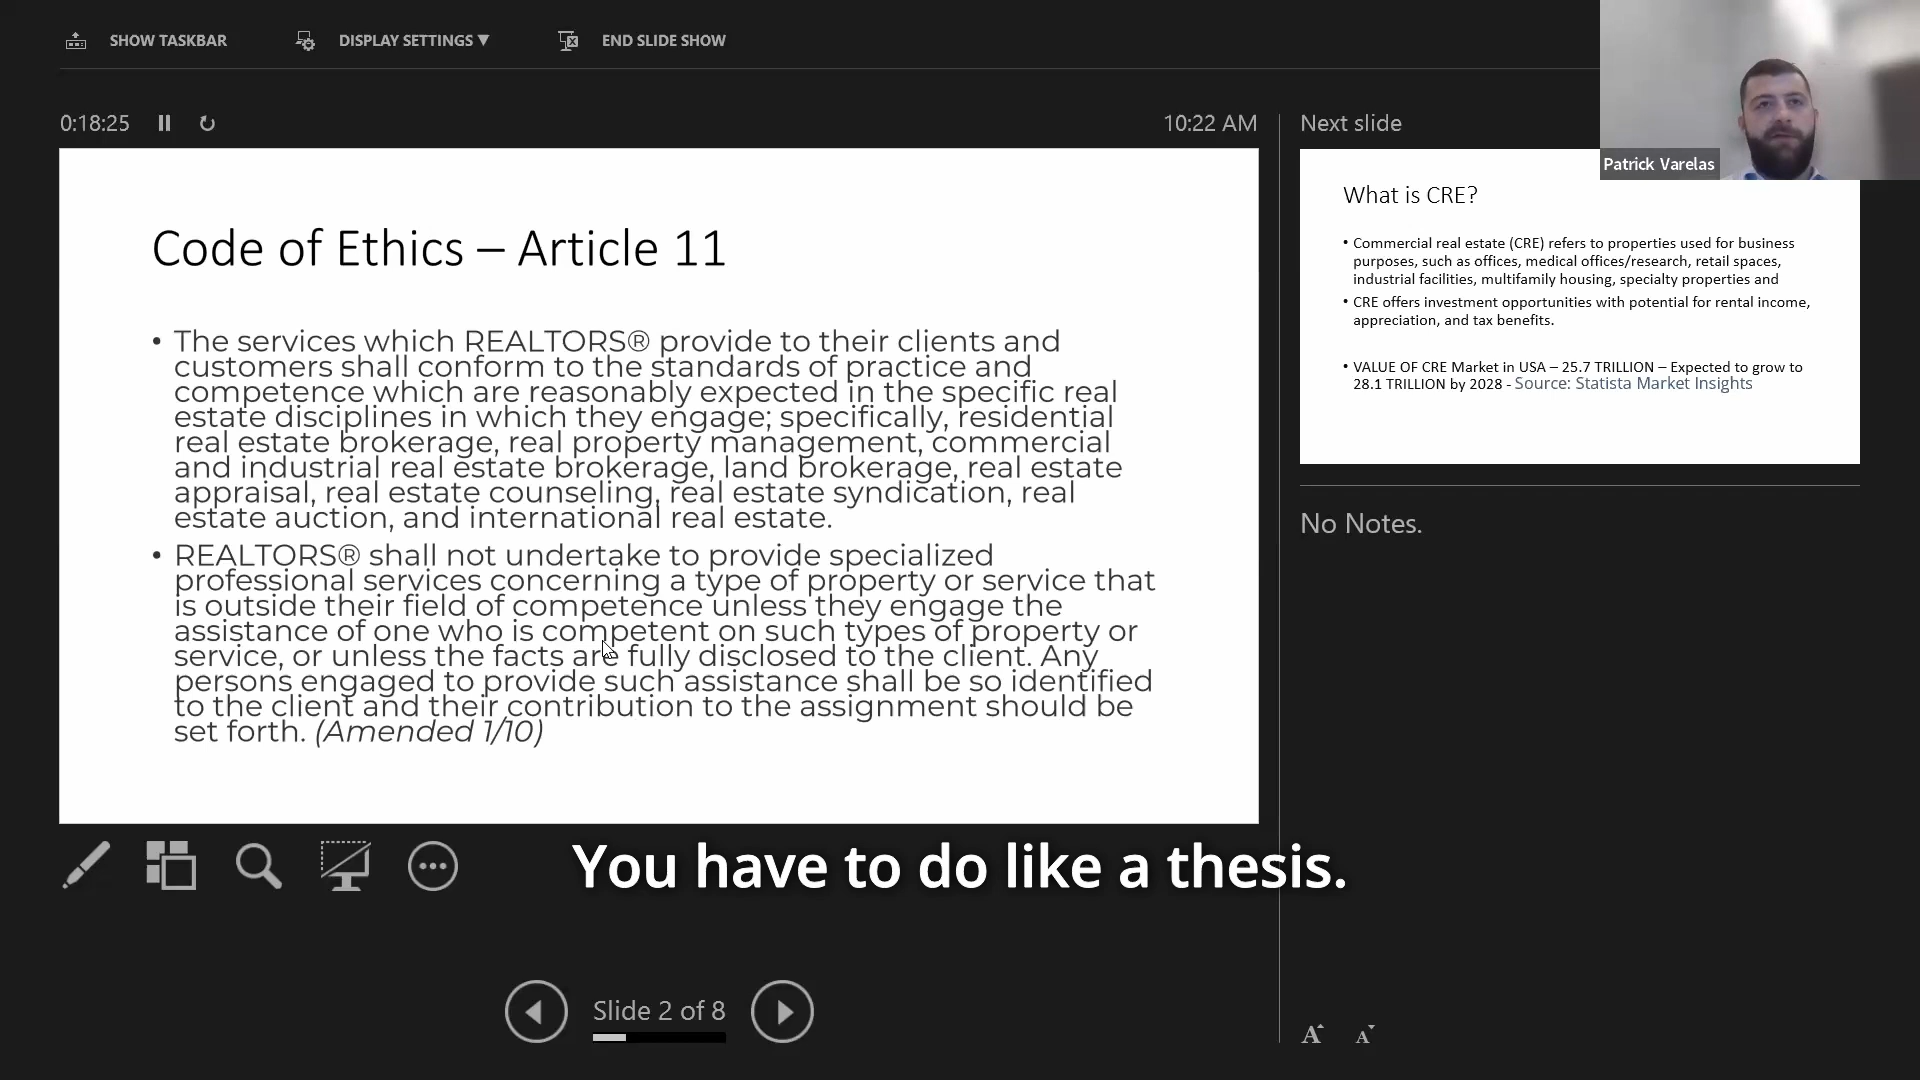 SHOW TASKBAR
DISPLAY SETTINGS ▼
END SLIDE SHOW
0:18:25
10:22 AM
Code of Ethics – Article 11
• The services which REALTORS® provide to their clients and
customers shall conform to the standards of practice and
competence which are reasonably expected in the specific real
estate disciplines in which they engage; specifically, residential
real estate brokerage, real property management, commercial
and industrial real estate brokerage, land brokerage, real estate
appraisal, real estate counseling, real estate syndication, real
estate auction, and international real estate.
• REALTORS® shall not undertake to provide specialized
professional services concerning a type of property or service that
is outside their field of competence unless they engage the
assistance of one who is competent on such types of property or
service, or unless the facts are fully disclosed to the client. Any
persons engaged to provide such assistance shall be so identified
to the client and their contribution to the assignment should be
set forth. (Amended 1/10)
Next slide
Patrick Varelas
What is CRE?
• Commercial real estate (CRE) refers to properties used for business
purposes, such as offices, medical offices/research, retail spaces,
industrial facilities, multifamily housing, specialty properties and
• CRE offers investment opportunities with potential for rental income,
appreciation, and tax benefits.
• VALUE OF CRE Market in USA – 25.7 TRILLION – Expected to grow to
28.1 TRILLION by 2028 - Source: Statista Market Insights
No Notes.
You have to do like a thesis.
Slide 2 of 8
A A